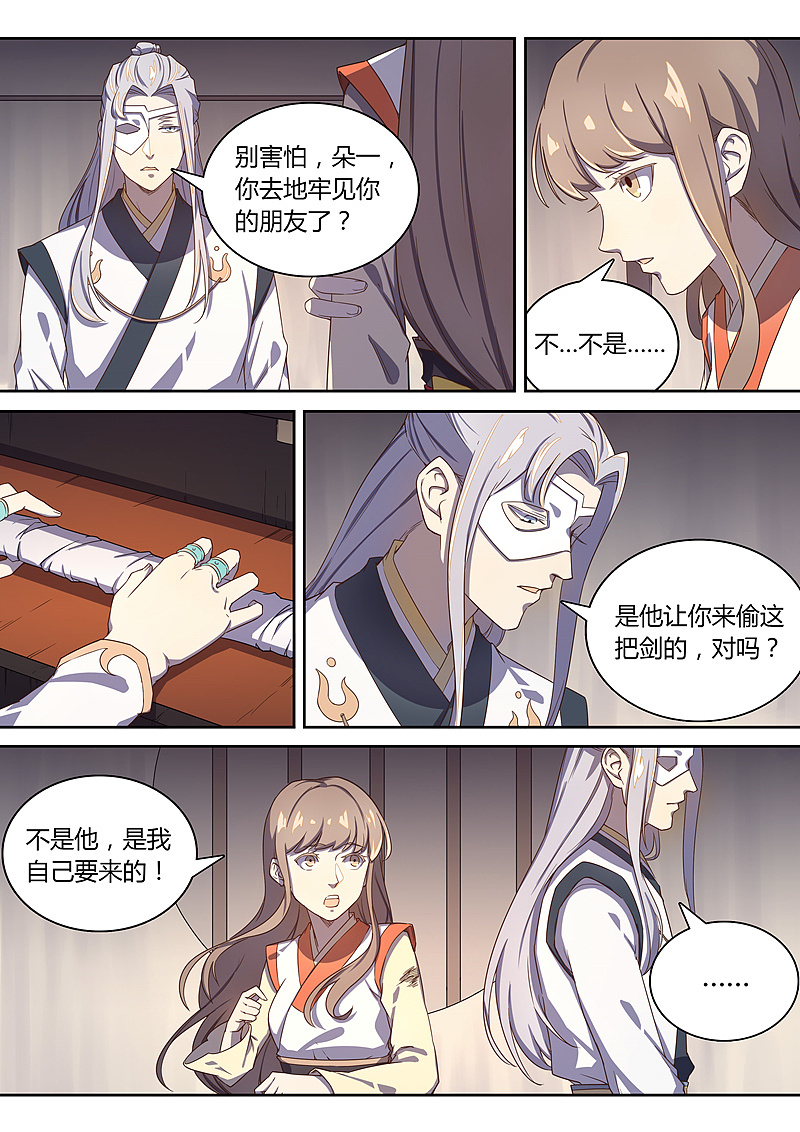 别害怕，朵一，
你去地牢见你
的朋友了？
不…不是……
是他让你来偷这
把剑的，对吗？
不是他，是我
自己要来的！
……